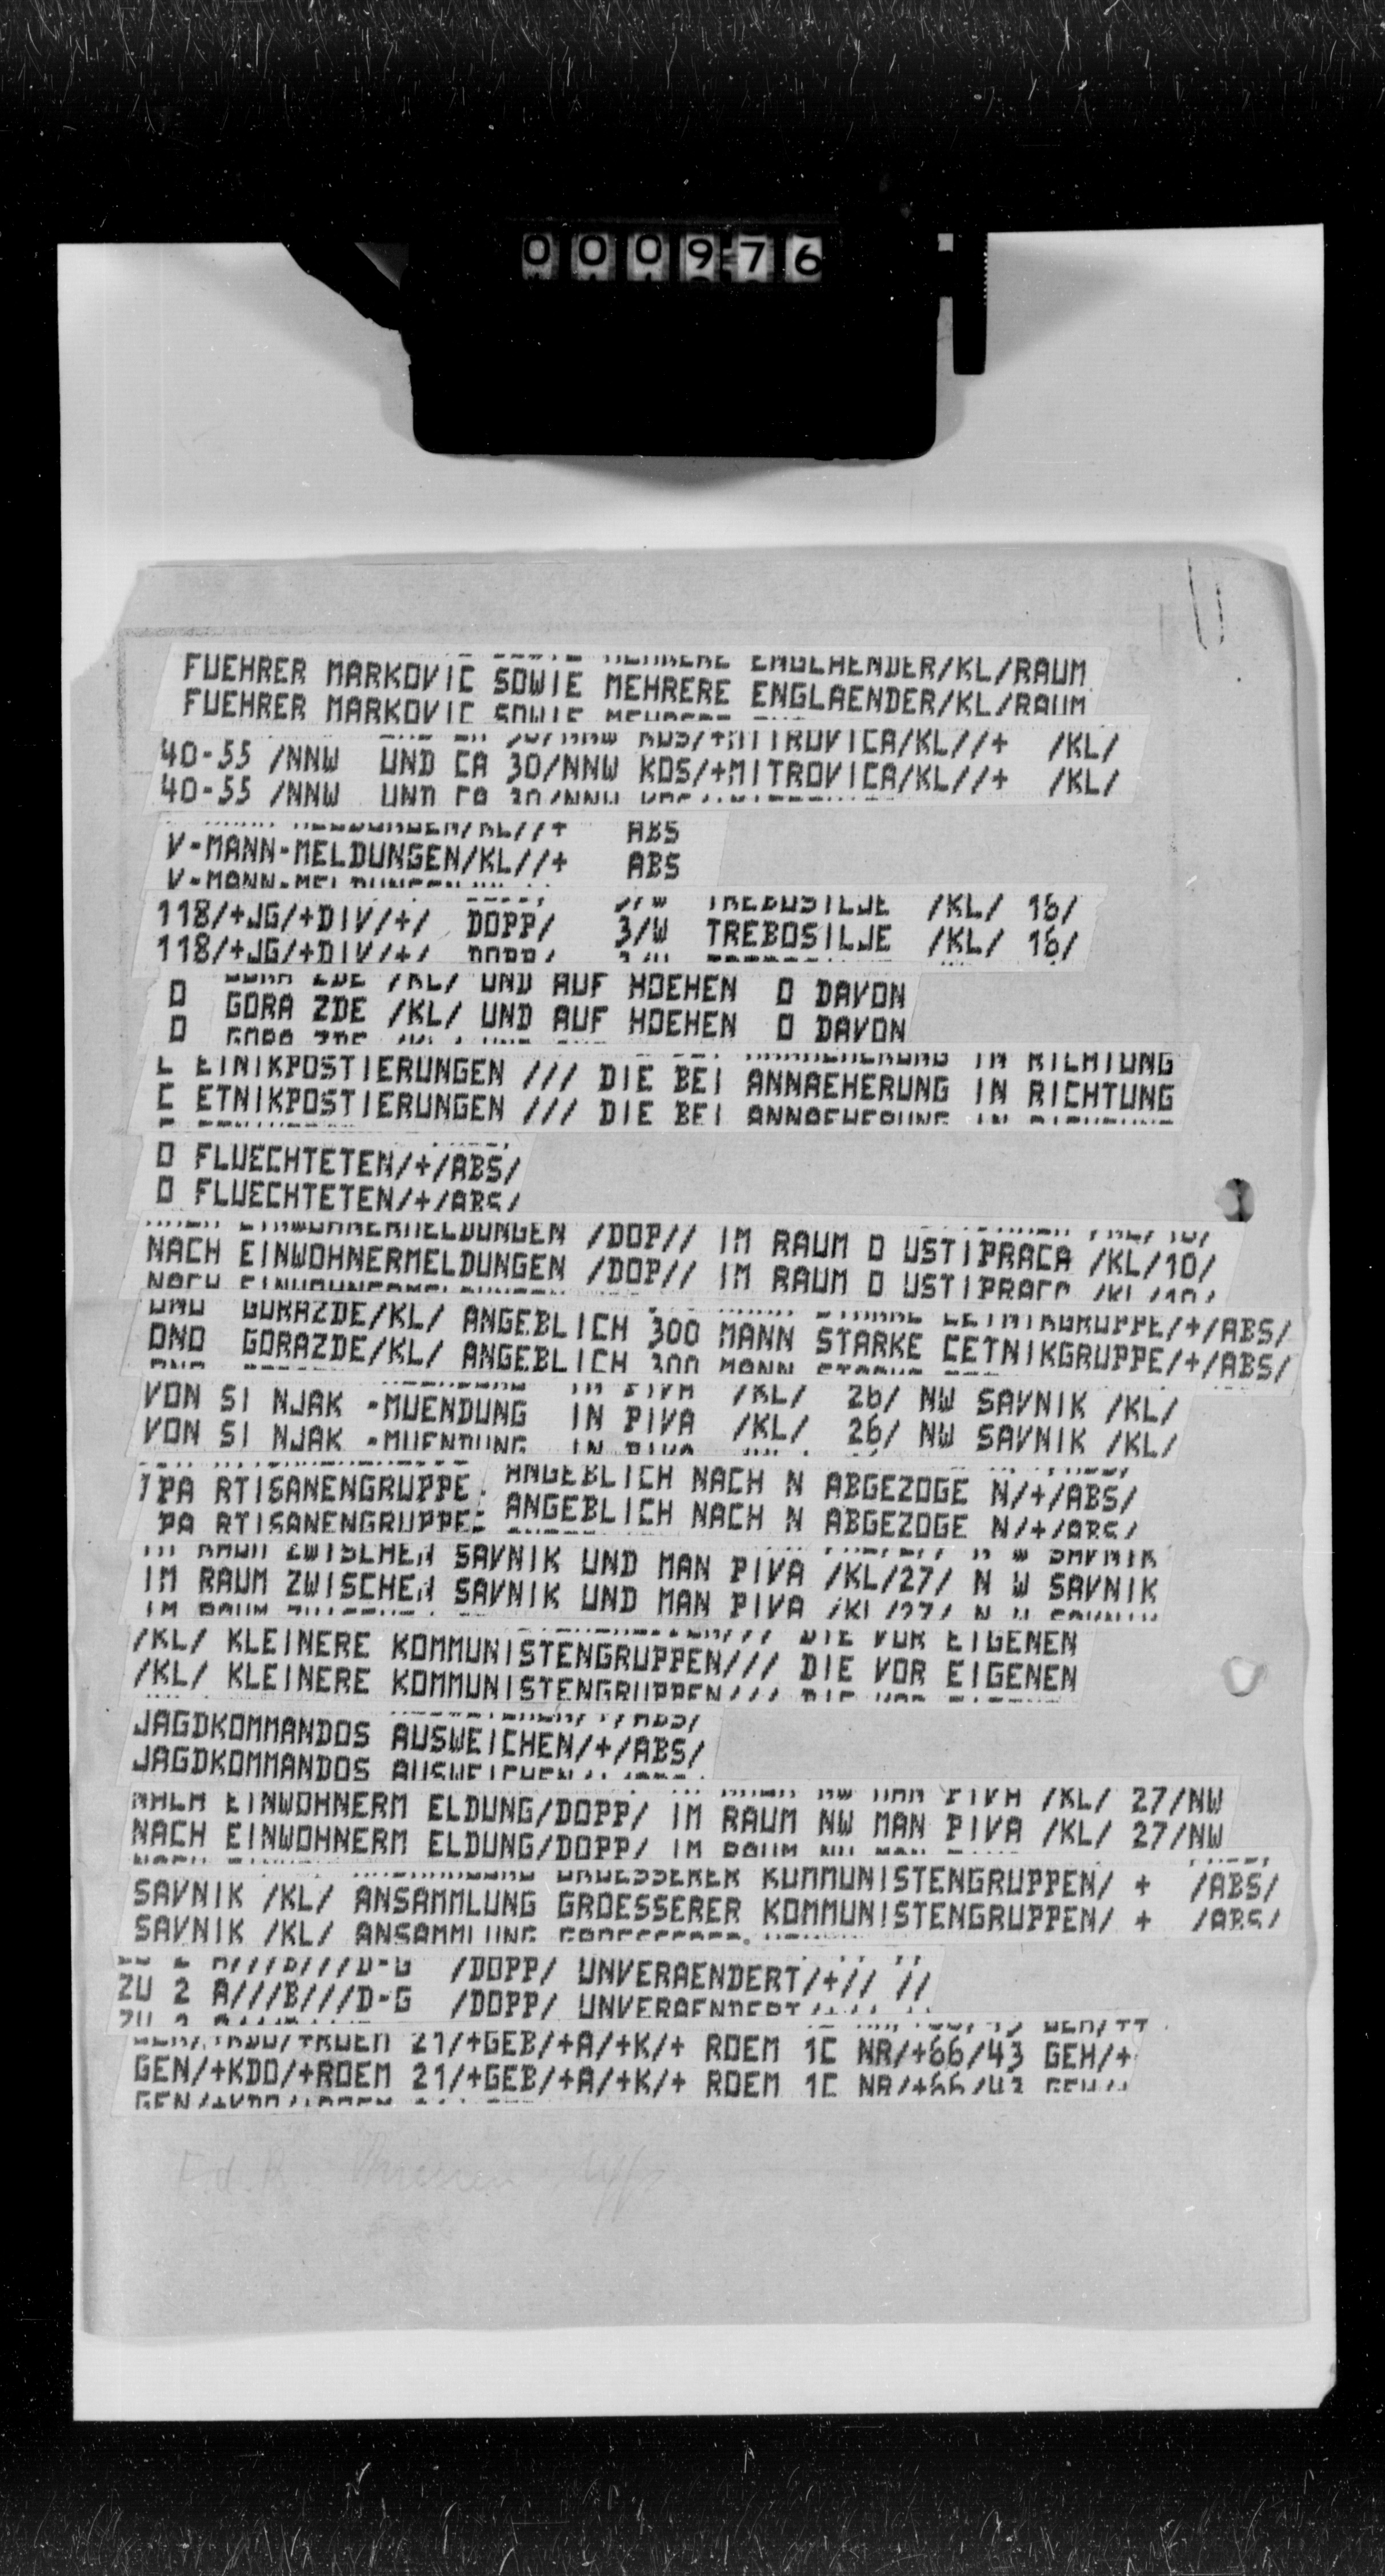 000976
FUEHRER MARKOVIC SOWIE MEHRERE ENGLAENDER/KL/RAUM
40-55 /NNW UND CA 30/NNW KOS/+MITROVICA/KL//+ /KL/
V-MANN-MELDUNGEN/KL//+ ABS
118/+JG/+DIV/+/ DOPP/ 3/W TREBOSILJE /KL/ 16/
O GORA ZDE /KL/ UND AUF HOEHEN O DAVON
C ETNIKPOSTIERUNGEN /// DIE BEI ANNAEHERUNG IN RICHTUNG
O FLUECHTETEN/+/ABS/
NACH EINWOHNERMELDUNGEN /DOP// IM RAUM O USTIPRACA /KL/10/
ONO GORAZDE/KL/ ANGEBLICH 300 MANN STARKE CETNIKGRUPPE/+/ABS/
VON SI NJAK -MUENDUNG IN PIVA /KL/ 26/ NW SAVNIK /KL/
PA RTISANENGRUPPE ANGEBLICH NACH N ABGEZOGE N/+/ABS/
IM RAUM ZWISCHEN SAVNIK UND MAN PIVA /KL/27/ N W SAVNIK
/KL/ KLEINERE KOMMUNISTENGRUPPEN/// DIE VOR EIGENEN
JAGDKOMMANDOS AUSWEICHEN/+/ABS/
NACH EINWOHNERM ELDUNG/DOPP/ IM RAUM NW MAN PIVA /KL/ 27/NW
SAVNIK /KL/ ANSAMMLUNG GROESSERER KOMMUNISTENGRUPPEN/ + /ABS/
ZU 2 A///B///D-G /DOPP/ UNVERAENDERT/+// //
GEN/+KDO/+ROEM 21/+GEB/+A/+K/+ ROEM 1C NR/+66/43 GEH/+